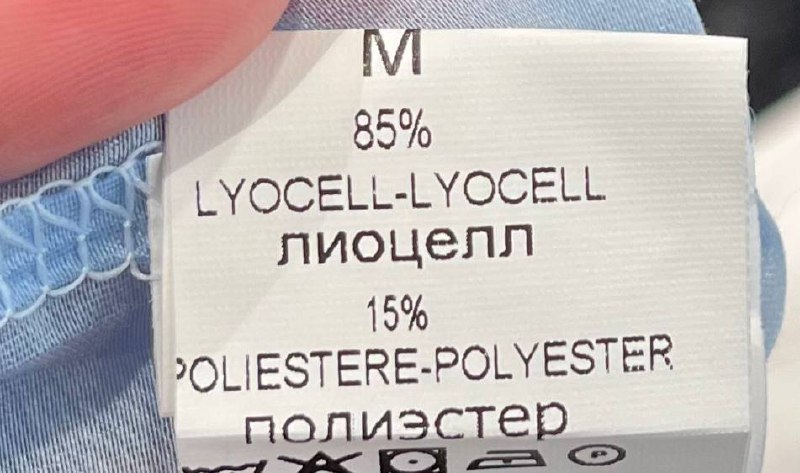 M
85%
LYOCELL-LYOCELL
лиоцелл
15%
POLIESTERE-POLYESTER
полиэстер